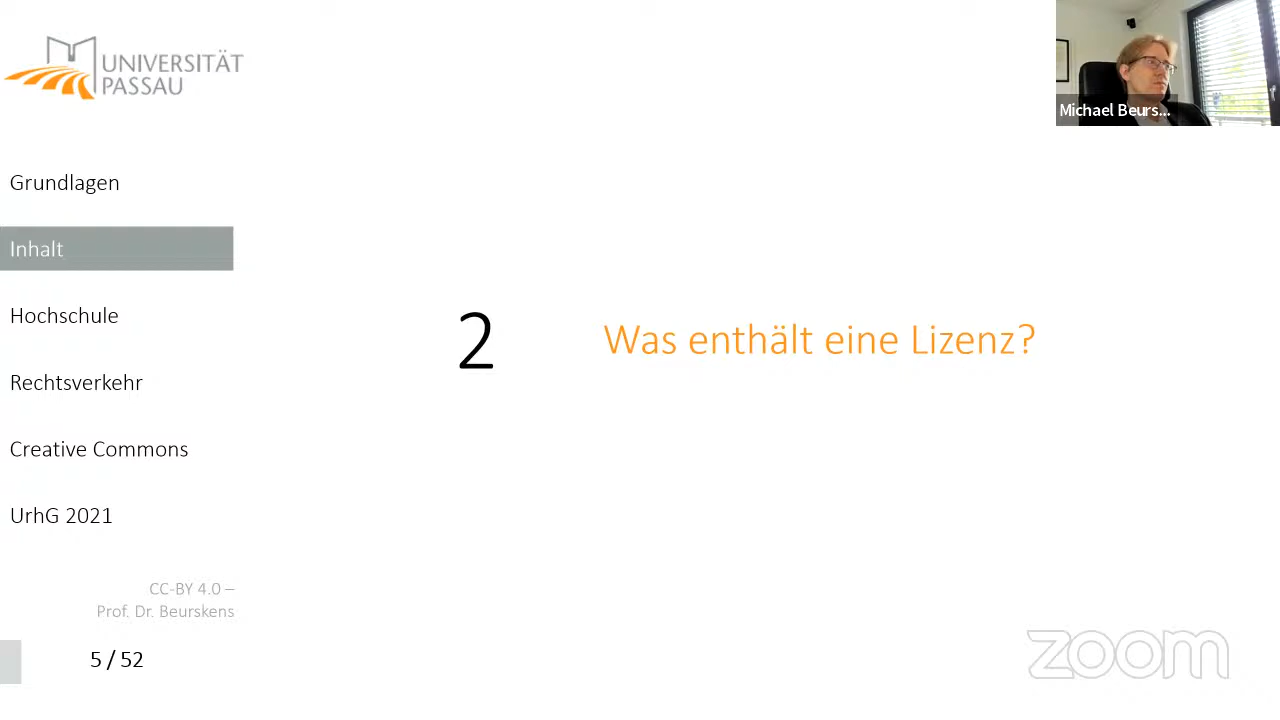 UNIVERSITÄT
PASSAU
Michael Beurs...
Grundlagen
Inhalt
Hochschule
Rechtsverkehr
Creative Commons
UrhG 2021
2
Was enthält eine Lizenz?
CC-BY 4.0 –
Prof. Dr. Beurskens
5 / 52
zoom